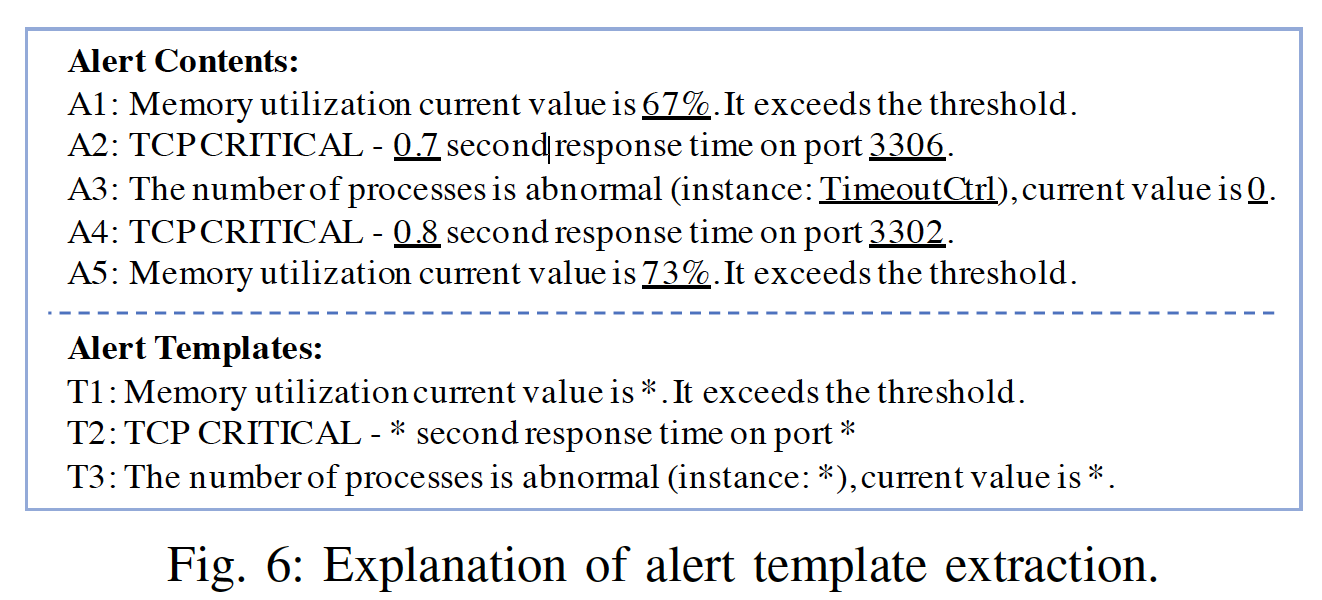 Alert Contents:
A1: Memory utilization current value is 67%. It exceeds the threshold.
A2: TCP CRITICAL - 0.7 second response time on port 3306.
A3: The number of processes is abnormal (instance: TimeoutCtrl), current value is 0.
A4: TCP CRITICAL - 0.8 second response time on port 3302.
A5: Memory utilization current value is 73%. It exceeds the threshold.
Alert Templates:
T1: Memory utilization current value is *. It exceeds the threshold.
T2: TCP CRITICAL - * second response time on port *
T3: The number of processes is abnormal (instance: *), current value is *.
Fig. 6: Explanation of alert template extraction.